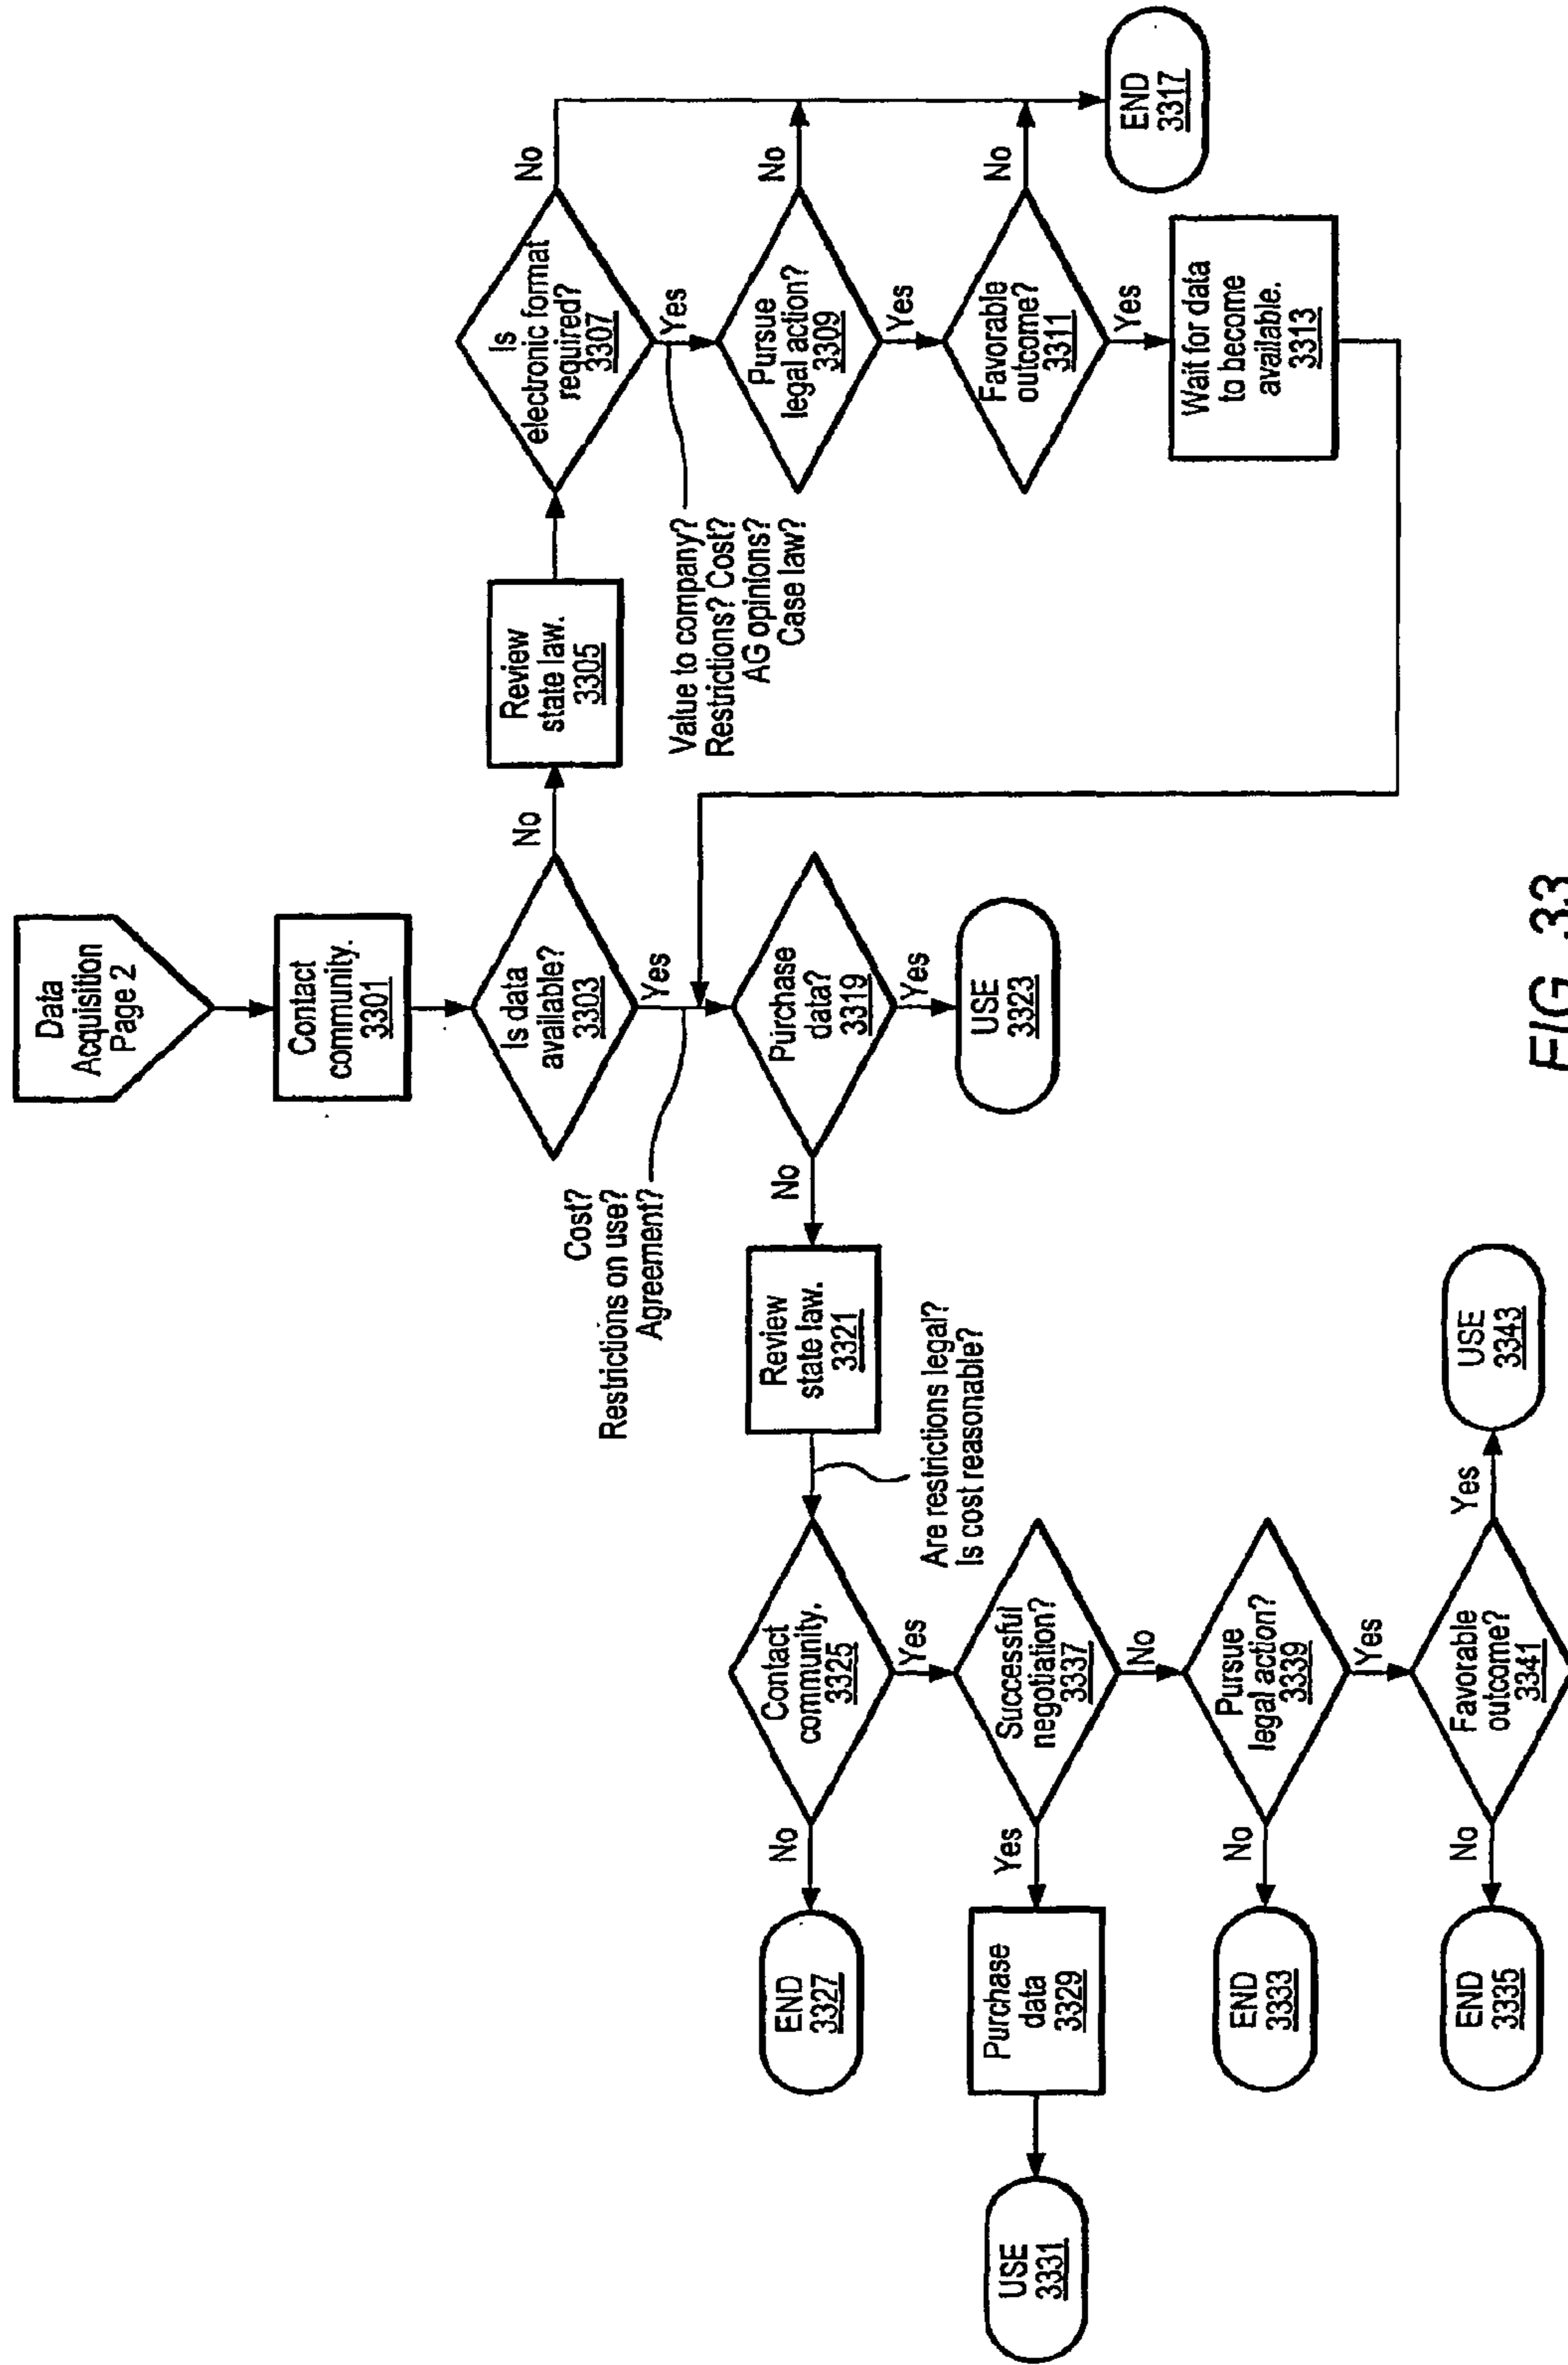 Data
Acquisition
Page 2
Contact
community.
3301
Is data
available?
3303
No
Yes
Review
state law.
3305
Is
electronic format
required?
3307
No
Yes
Value to company?
Restrictions? Cost?
AG opinions?
Case law?
Pursue
legal action?
3309
No
Yes
Favorable
outcome?
3311
No
Yes
Wait for data
to become
available.
3313
END
3317
Cost?
Restrictions on use?
Agreement?
Purchase
data?
3319
No
Yes
USE
3323
Review
state law.
3321
Are restrictions legal?
Is cost reasonable?
Contact
community.
3325
No
Yes
END
3327
Successful
negotiation?
3337
Yes
No
Purchase
data
3329
USE
3331
Pursue
legal action?
3339
No
Yes
END
3333
Favorable
outcome?
3341
No
Yes
END
3335
USE
3343
FIG. 33